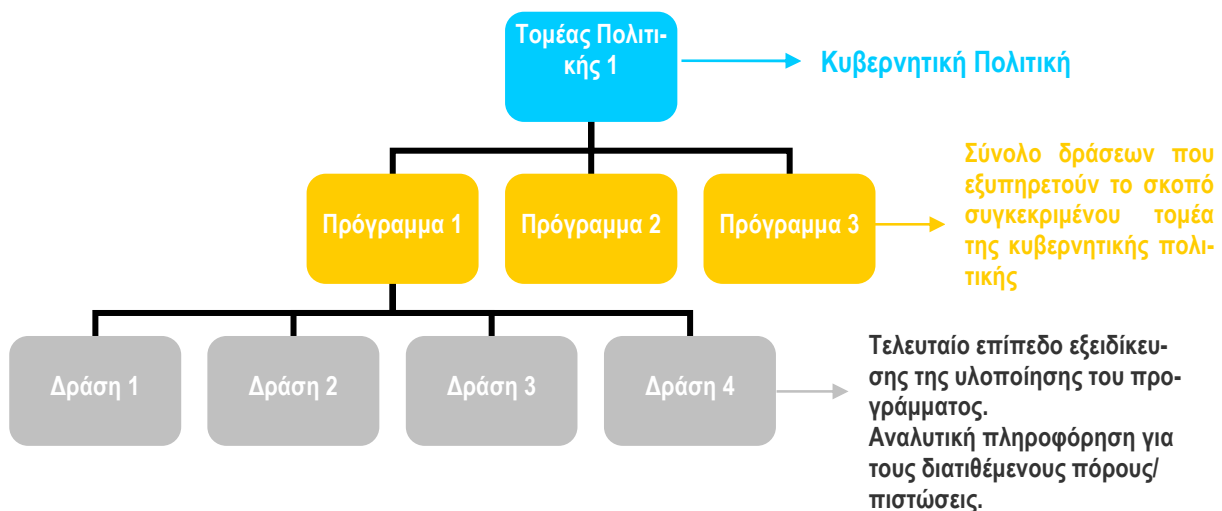 Τομέας Πολιτι-
κής 1
Κυβερνητική Πολιτική
Πρόγραμμα 1
Πρόγραμμα 2
Πρόγραμμα 3
Σύνολο δράσεων που
εξυπηρετούν το σκοπό
συγκεκριμένου τομέα
της κυβερνητικής πολι-
τικής
Δράση 1
Δράση 2
Δράση 3
Δράση 4
Τελευταίο επίπεδο εξειδίκευ-
σης της υλοποίησης του προ-
γράμματος.
Αναλυτική πληροφόρηση για
τους διατιθέμενους πόρους/
πιστώσεις.